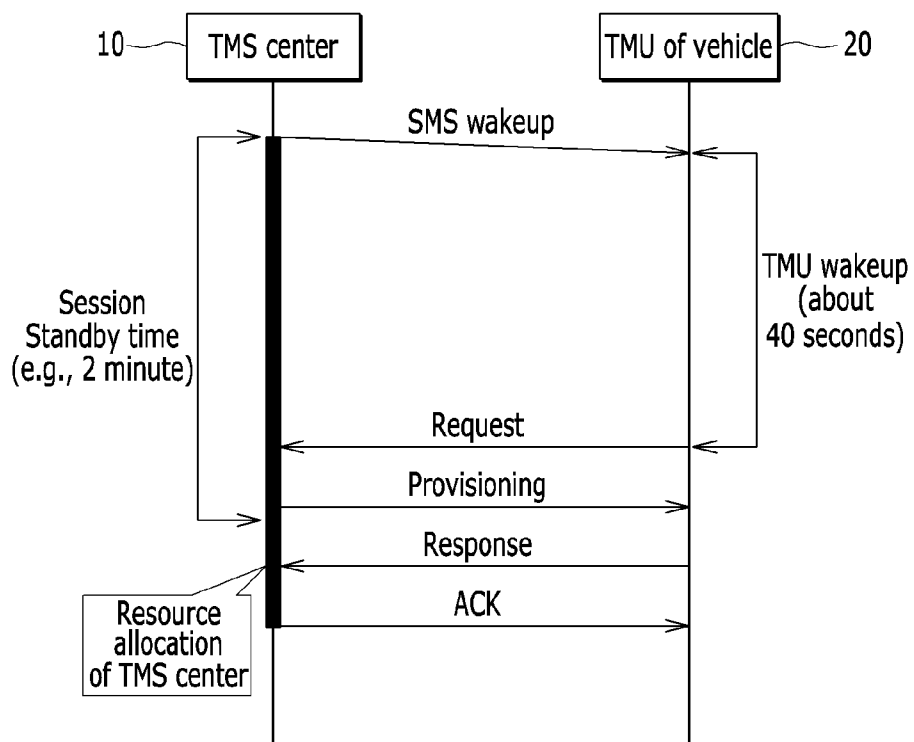 10
TMS center
TMU of vehicle
20
SMS wakeup
TMU wakeup
(about
40 seconds)
Session
Standby time
(e.g., 2 minute)
Request
Provisioning
Response
ACK
Resource
allocation
of TMS center